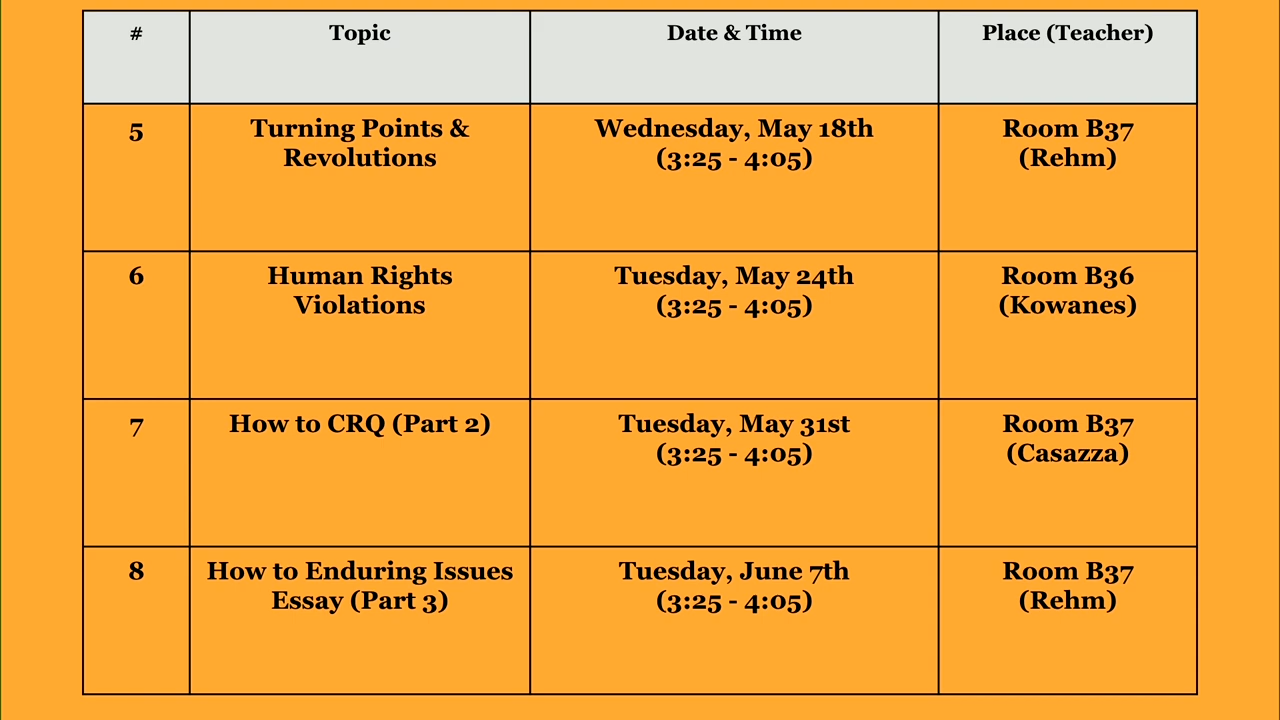 #
Topic
Date & Time
Place (Teacher)
5
Turning Points &
Revolutions
Wednesday, May 18th
(3:25 - 4:05)
Room B37
(Rehm)
6
Human Rights
Violations
Tuesday, May 24th
(3:25 - 4:05)
Room B36
(Kowanes)
7
How to CRQ (Part 2)
Tuesday, May 31st
(3:25 - 4:05)
Room B37
(Casazza)
8
How to Enduring Issues
Essay (Part 3)
Tuesday, June 7th
(3:25 - 4:05)
Room B37
(Rehm)